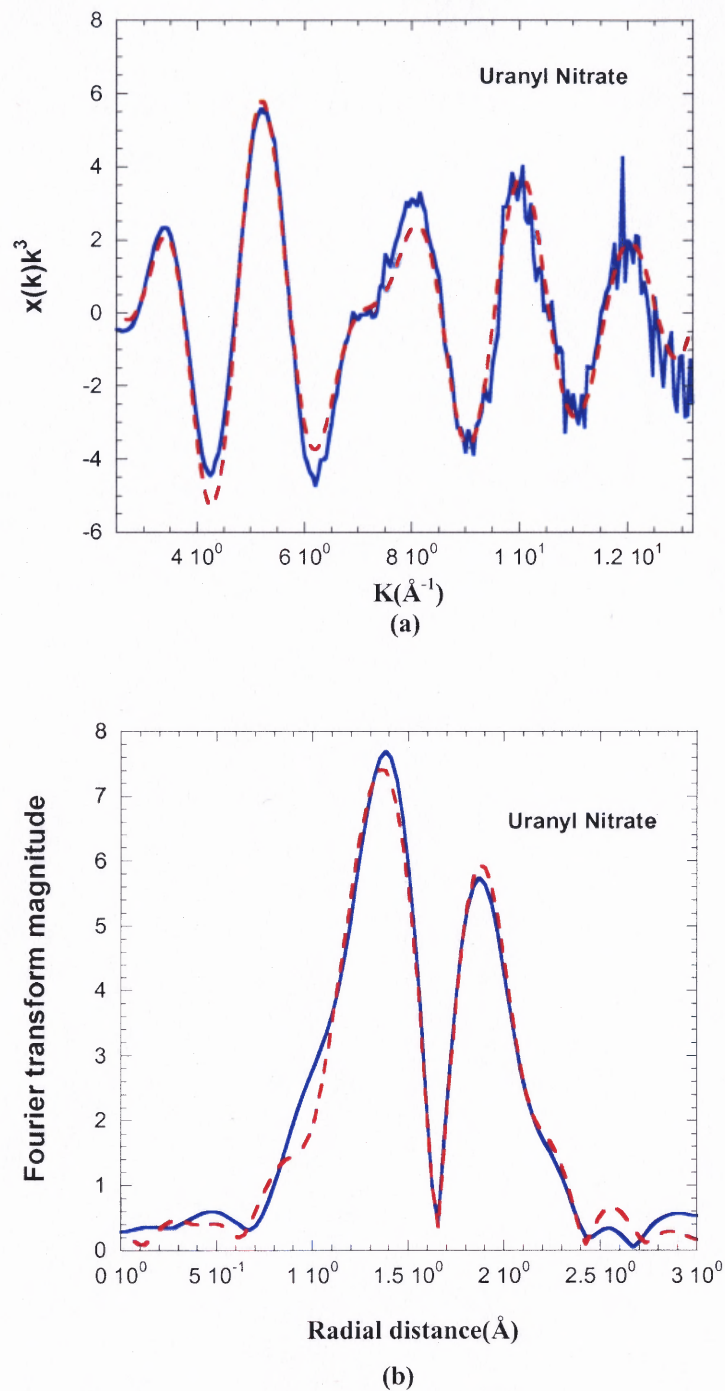 8
Uranyl Nitrate
6
4
2
0
-2
-4
-6
x(k)k³
4 10⁰ 6 10⁰ 8 10⁰ 1 10¹ 1.2 10¹
K(Å⁻¹)
(a)
8
7
Uranyl Nitrate
6
5
4
3
2
1
0
Fourier transform magnitude
0 10⁰ 5 10⁻¹ 1 10⁰ 1.5 10⁰ 2 10⁰ 2.5 10⁰ 3 10⁰
Radial distance(Å)
(b)